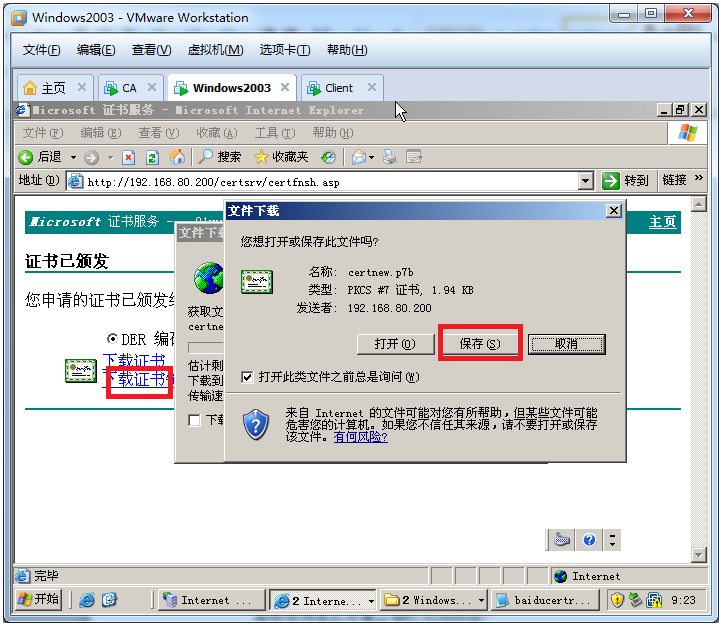 Windows2003 - VMware Workstation
文件(F) 编辑(E) 查看(V) 虚拟机(M) 选项卡(T) 帮助(H)
主页 CA Windows2003 Client
Microsoft 证书服务 - Microsoft Internet Explorer
文件(F) 编辑(E) 查看(V) 收藏(A) 工具(T) 帮助(H)
后退 搜索 收藏夹
地址(D) http://192.168.80.200/certsrv/certfnsh.asp 转到 链接 »
Microsoft 证书服务 主页
文件下载
文件下载
证书已颁发
您想打开或保存此文件吗?
名称: certnew.p7b
类型: PKCS #7 证书, 1.94 KB
发送者: 192.168.80.200
您申请的证书已颁发
获取文
certne
DER 编
下载证书
下载证书
打开(O) 保存(S) 取消
估计剩
下载到
传输速
打开此类文件之前总是询问(W)
来自 Internet 的文件可能对您有所帮助，但某些文件可能
危害您的计算机。如果您不信任其来源，请不要打开或保存
该文件。有何风险?
完毕 Internet
开始 Internet ... 2 Interne... 2 Windows... baiducertr... 9:23